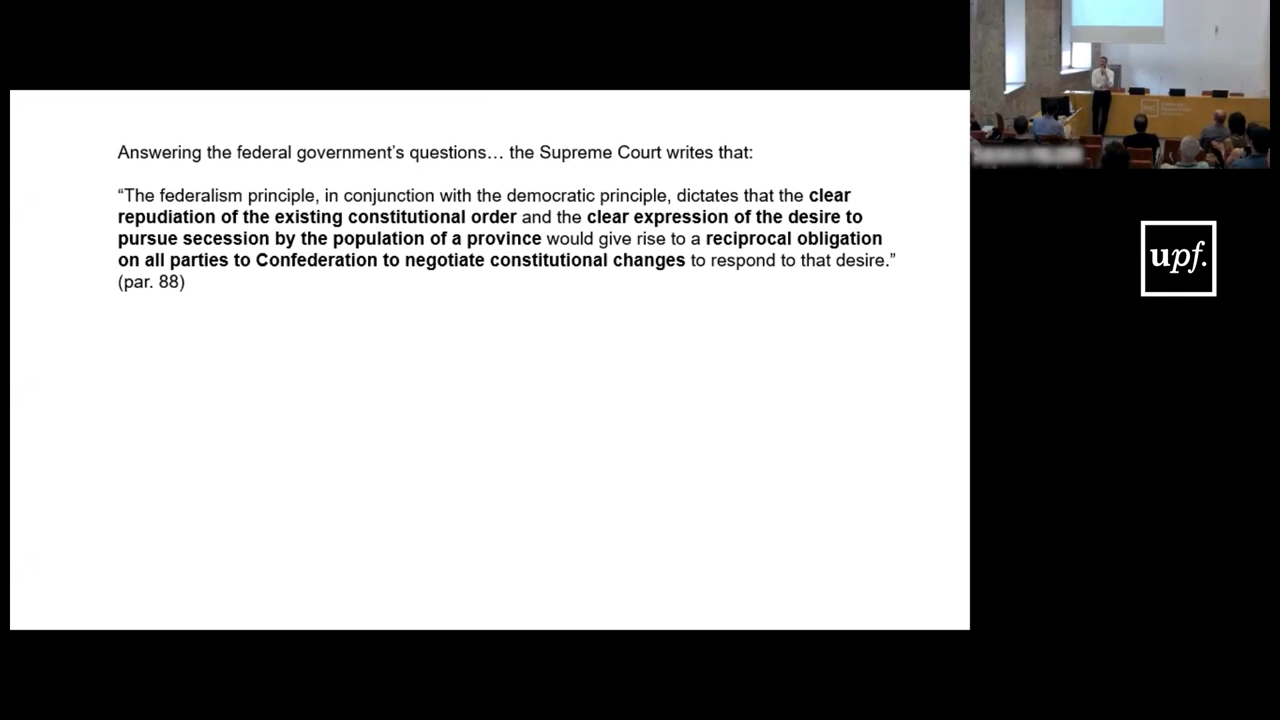 Answering the federal government’s questions… the Supreme Court writes that:
“The federalism principle, in conjunction with the democratic principle, dictates that the clear
repudiation of the existing constitutional order and the clear expression of the desire to
pursue secession by the population of a province would give rise to a reciprocal obligation
on all parties to Confederation to negotiate constitutional changes to respond to that desire.”
(par. 88)
upf.
upf.